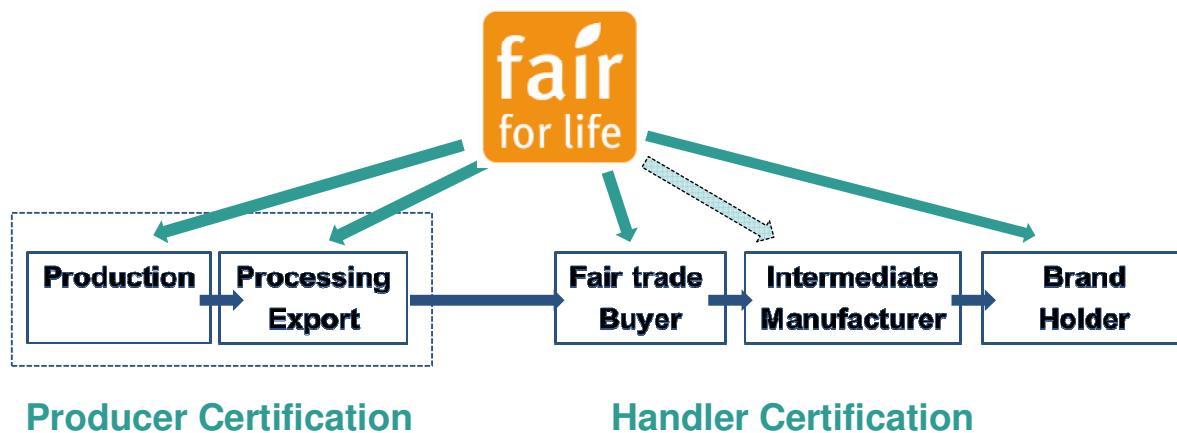 fair
for life
Production
Processing
Export
Fair trade
Buyer
Intermediate
Manufacturer
Brand
Holder
Producer Certification
Handler Certification